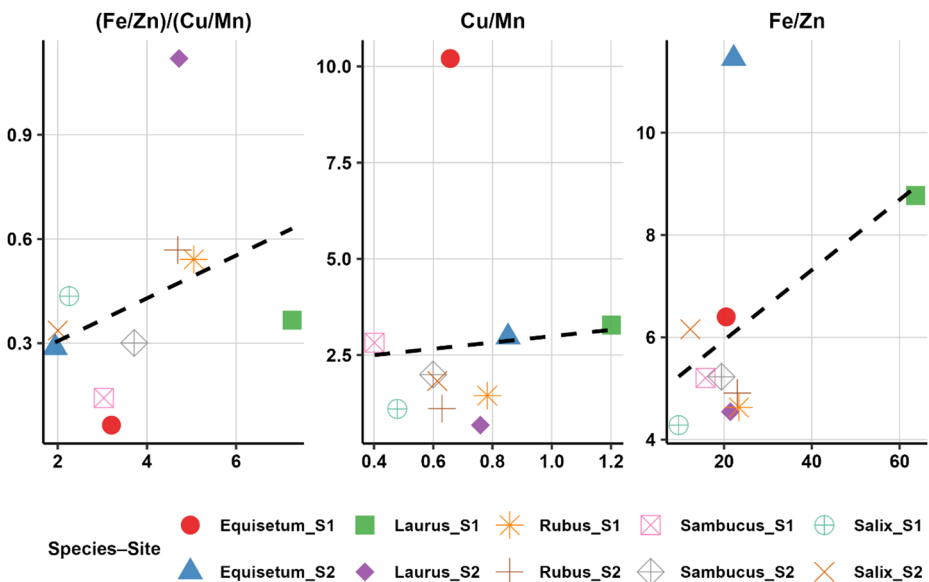 (Fe/Zn)/(Cu/Mn) Cu/Mn Fe/Zn
0.9
0.6
0.3
2 4 6
10.0
7.5
5.0
2.5
0.4 0.6 0.8 1.0 1.2
10
8
6
4
20 40 60
Species–Site
Equisetum_S1 Laurus_S1 Rubus_S1 Sambucus_S1 Salix_S1
Equisetum_S2 Laurus_S2 Rubus_S2 Sambucus_S2 Salix_S2